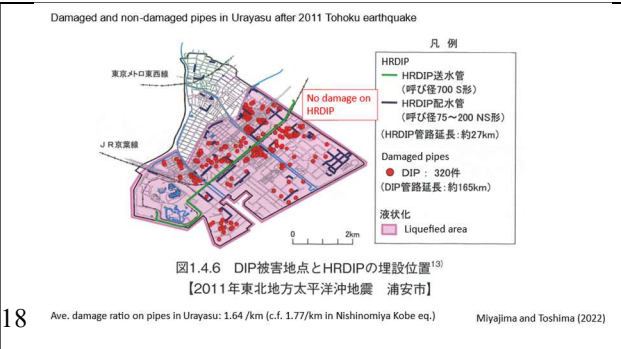 Damaged and non-damaged pipes in Urayasu after 2011 Tohoku earthquake
凡 例
HRDIP
HRDIP送水管
(呼び径700 S形)
HRDIP配水管
(呼び径75～200 NS形)
(HRDIP管路延長:約27km)
Damaged pipes
DIP : 320件
(DIP管路延長:約165km)
液状化
Liquefied area
東京メトロ東西線
No damage on
HRDIP
JR京葉線
0 2km
図1.4.6 DIP被害地点とHRDIPの埋設位置13)
【2011年東北地方太平洋沖地震 浦安市】
18
Ave. damage ratio on pipes in Urayasu: 1.64 /km (c.f. 1.77/km in Nishinomiya Kobe eq.)
Miyajima and Toshima (2022)